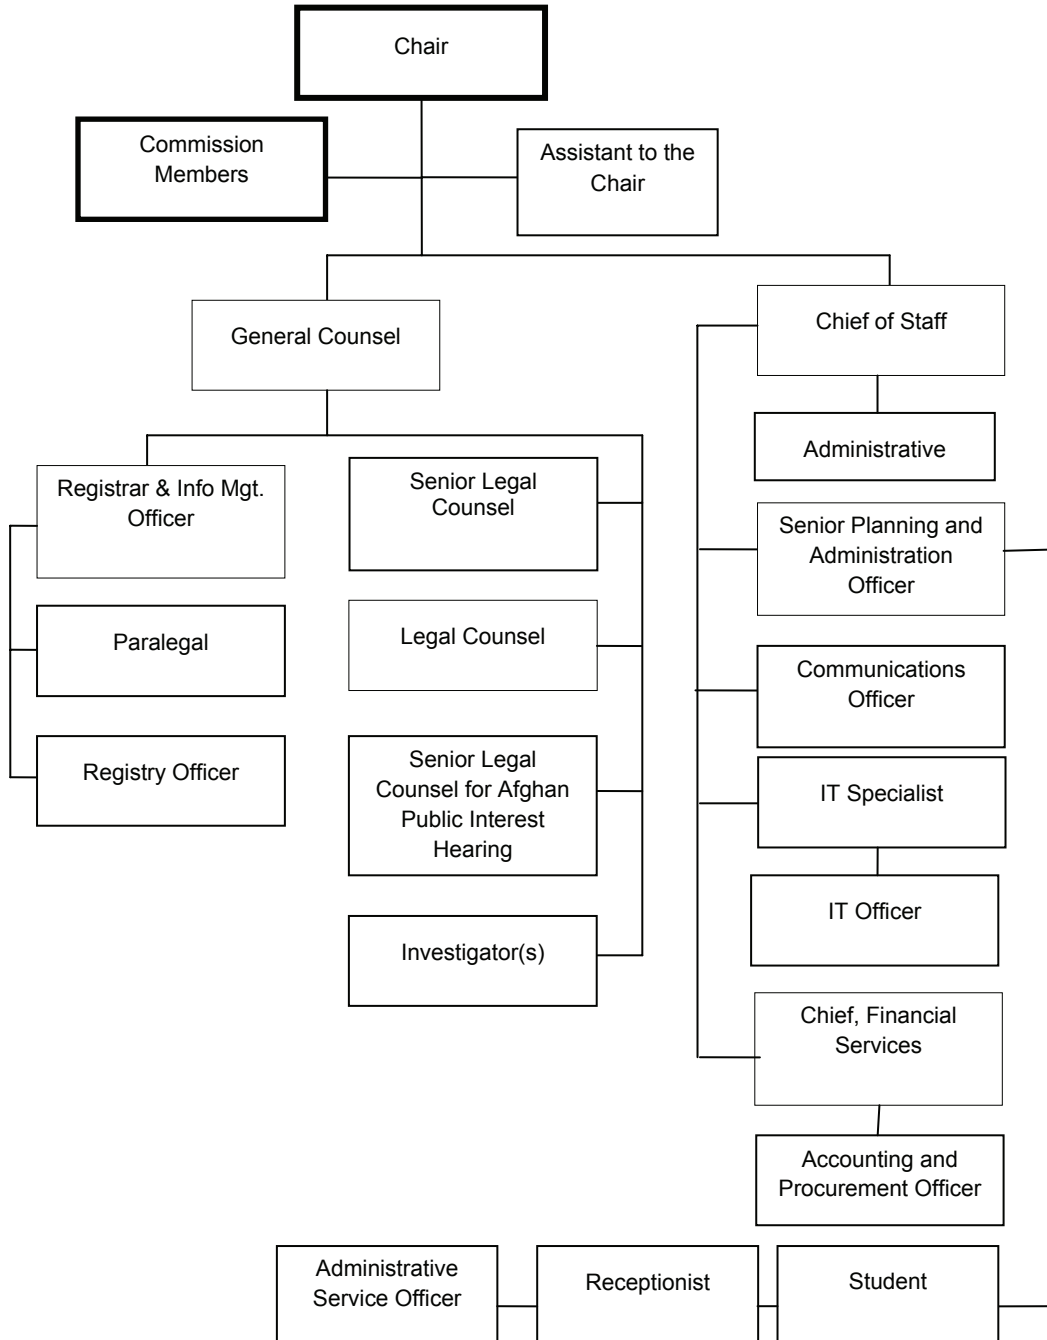 Chair
Commission
Members
Assistant to the
Chair
General Counsel
Chief of Staff
Administrative
Registrar & Info Mgt.
Officer
Senior Legal
Counsel
Senior Planning and
Administration
Officer
Paralegal
Legal Counsel
Communications
Officer
Registry Officer
Senior Legal
Counsel for Afghan
Public Interest
Hearing
IT Specialist
IT Officer
Investigator(s)
Chief, Financial
Services
Accounting and
Procurement Officer
Administrative
Service Officer
Receptionist
Student